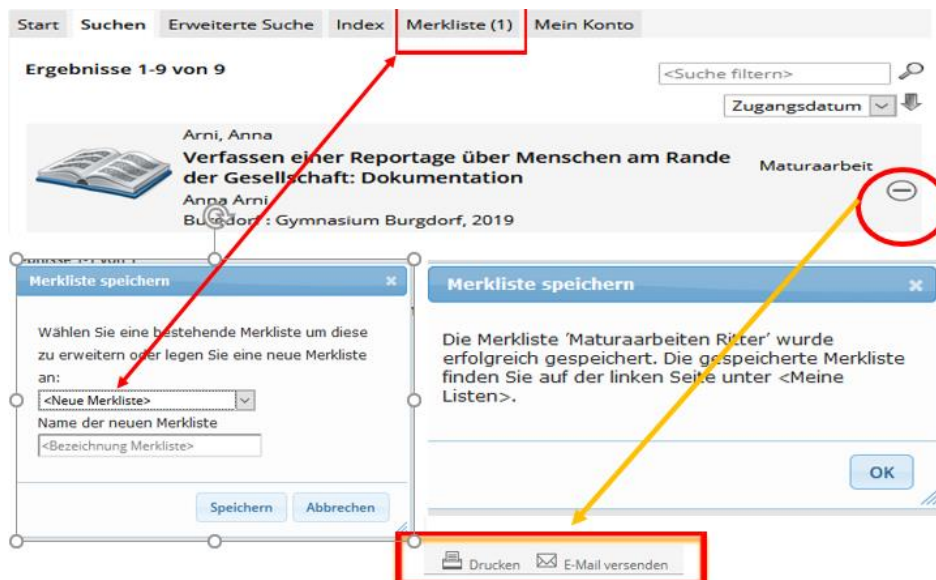 Start Suchen Erweiterte Suche Index Merkliste (1) Mein Konto
Ergebnisse 1-9 von 9
<Suche filtern>
Zugangsdatum
Arni, Anna
Verfassen einer Reportage über Menschen am Rande
der Gesellschaft: Dokumentation
Maturaarbeit
Anna Arni
Burgdorf : Gymnasium Burgdorf, 2019
Merkliste speichern
Wählen Sie eine bestehende Merkliste um diese
zu erweitern oder legen Sie eine neue Merkliste
an:
<Neue Merkliste>
Name der neuen Merkliste
<Bezeichnung Merkliste>
Speichern Abbrechen
Merkliste speichern
Die Merkliste 'Maturaarbeiten Ritter' wurde
erfolgreich gespeichert. Die gespeicherte Merkliste
finden Sie auf der linken Seite unter <Meine
Listen>.
OK
Drucken E-Mail versenden